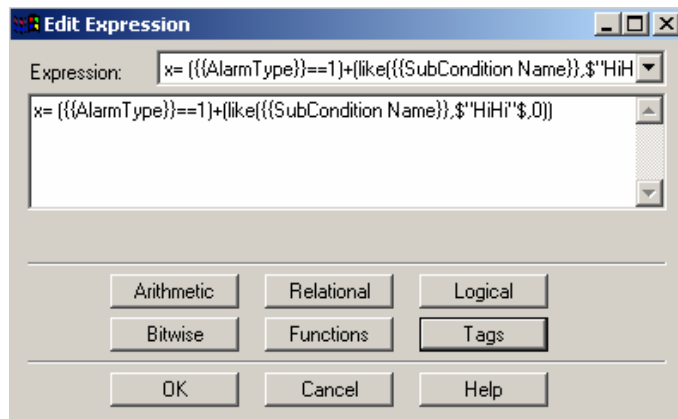 Edit Expression
Expression: x= ({{AlarmType}}==1)+(like({{SubCondition Name}},$"HiH
x= ({{AlarmType}}==1)+(like({{SubCondition Name}},$"HiHi"$,0))
Arithmetic Relational Logical
Bitwise Functions Tags
OK Cancel Help